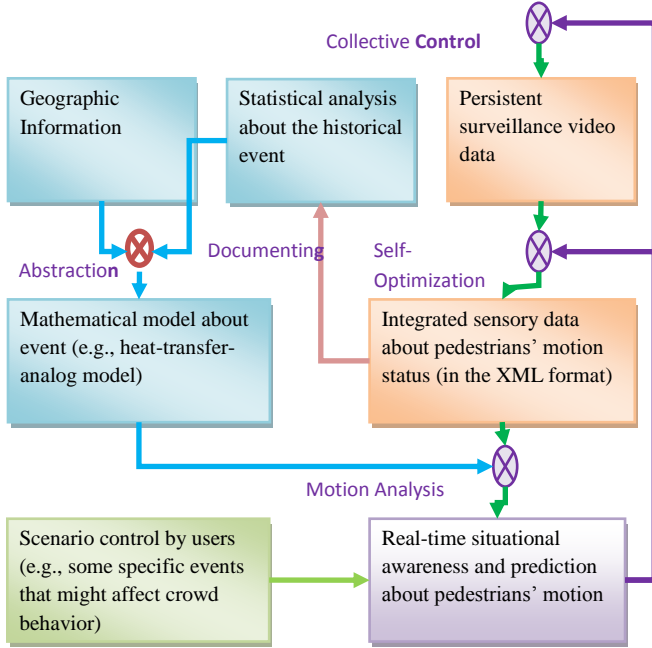 Collective Control
Geographic
Information
Statistical analysis
about the historical
event
Persistent
surveillance video
data
Abstraction
Documenting
Self-
Optimization
Mathematical model about
event (e.g., heat-transfer-
analog model)
Integrated sensory data
about pedestrians’ motion
status (in the XML format)
Motion Analysis
Scenario control by users
(e.g., some specific events
that might affect crowd
behavior)
Real-time situational
awareness and prediction
about pedestrians’ motion